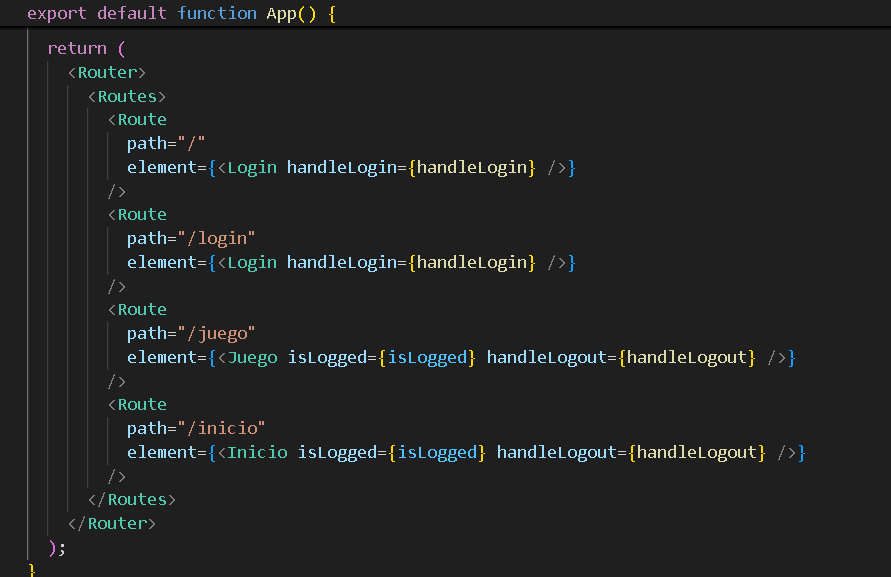 export default function App() {
return (
<Router>
<Routes>
<Route
path="/"
element={<Login handleLogin={handleLogin} />}
/>
<Route
path="/login"
element={<Login handleLogin={handleLogin} />}
/>
<Route
path="/juego"
element={<Juego isLogged={isLogged} handleLogout={handleLogout} />}
/>
<Route
path="/inicio"
element={<Inicio isLogged={isLogged} handleLogout={handleLogout} />}
/>
</Routes>
</Router>
);
}